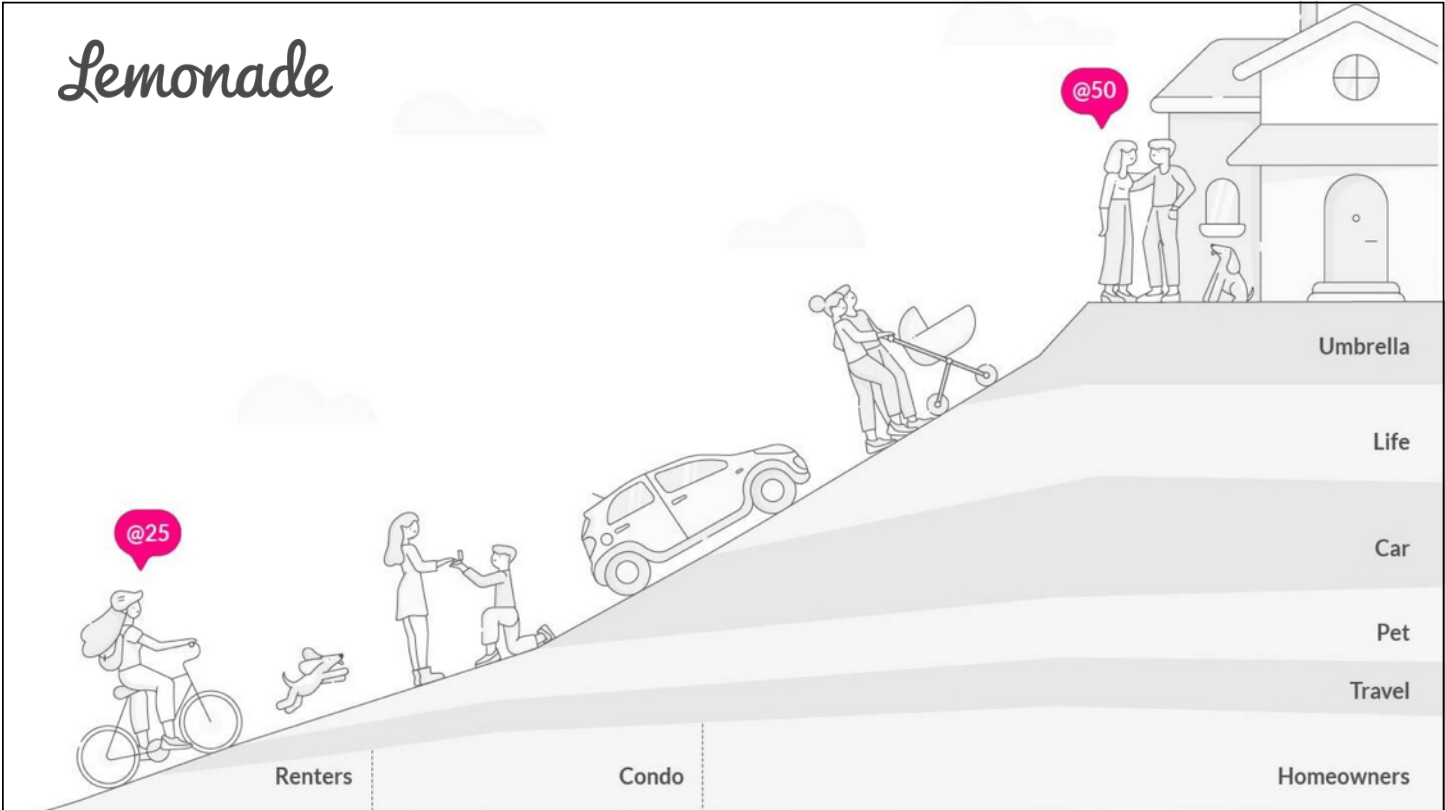 Lemonade
@50
@25
Umbrella
Life
Car
Pet
Travel
Renters
Condo
Homeowners